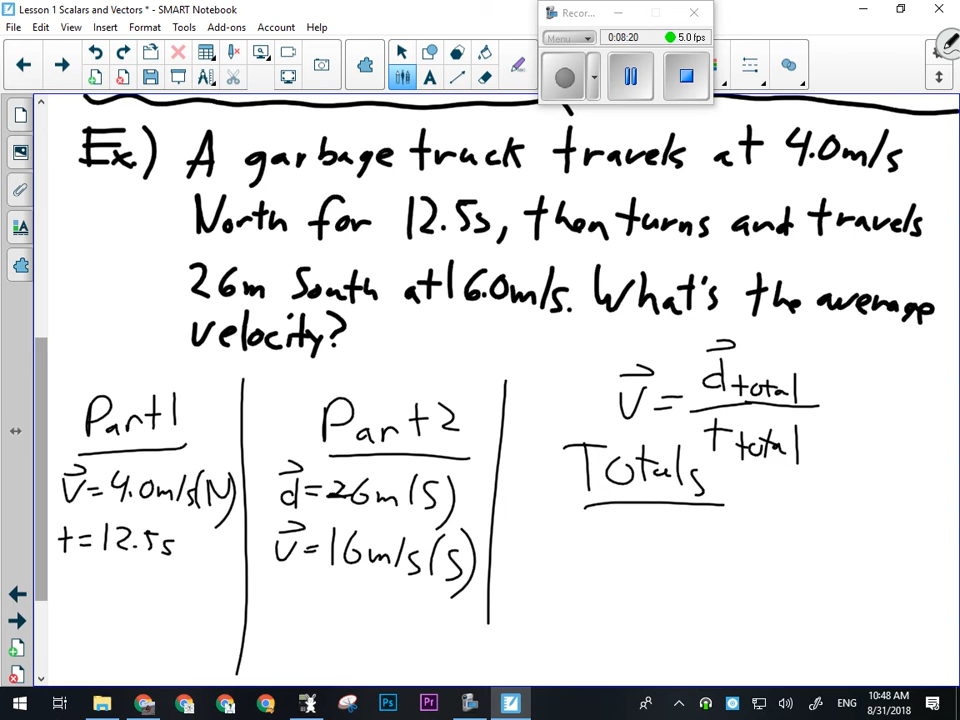 Lesson 1 Scalars and Vectors * - SMART Notebook
File Edit View Insert Format Tools Add-ons Account Help
Recor...
Menu
0:08:20
5.0 fps
Ex) A garbage truck travels at 4.0m/s
North for 12.5s, then turns and travels
26m South at 16.0m/s. What's the average
velocity?
v = d total / t total
Part 1
v = 4.0m/s(N)
t = 12.5s
Part 2
d = 26m (S)
v = 16m/s (S)
Totals
ENG
10:48 AM
8/31/2018